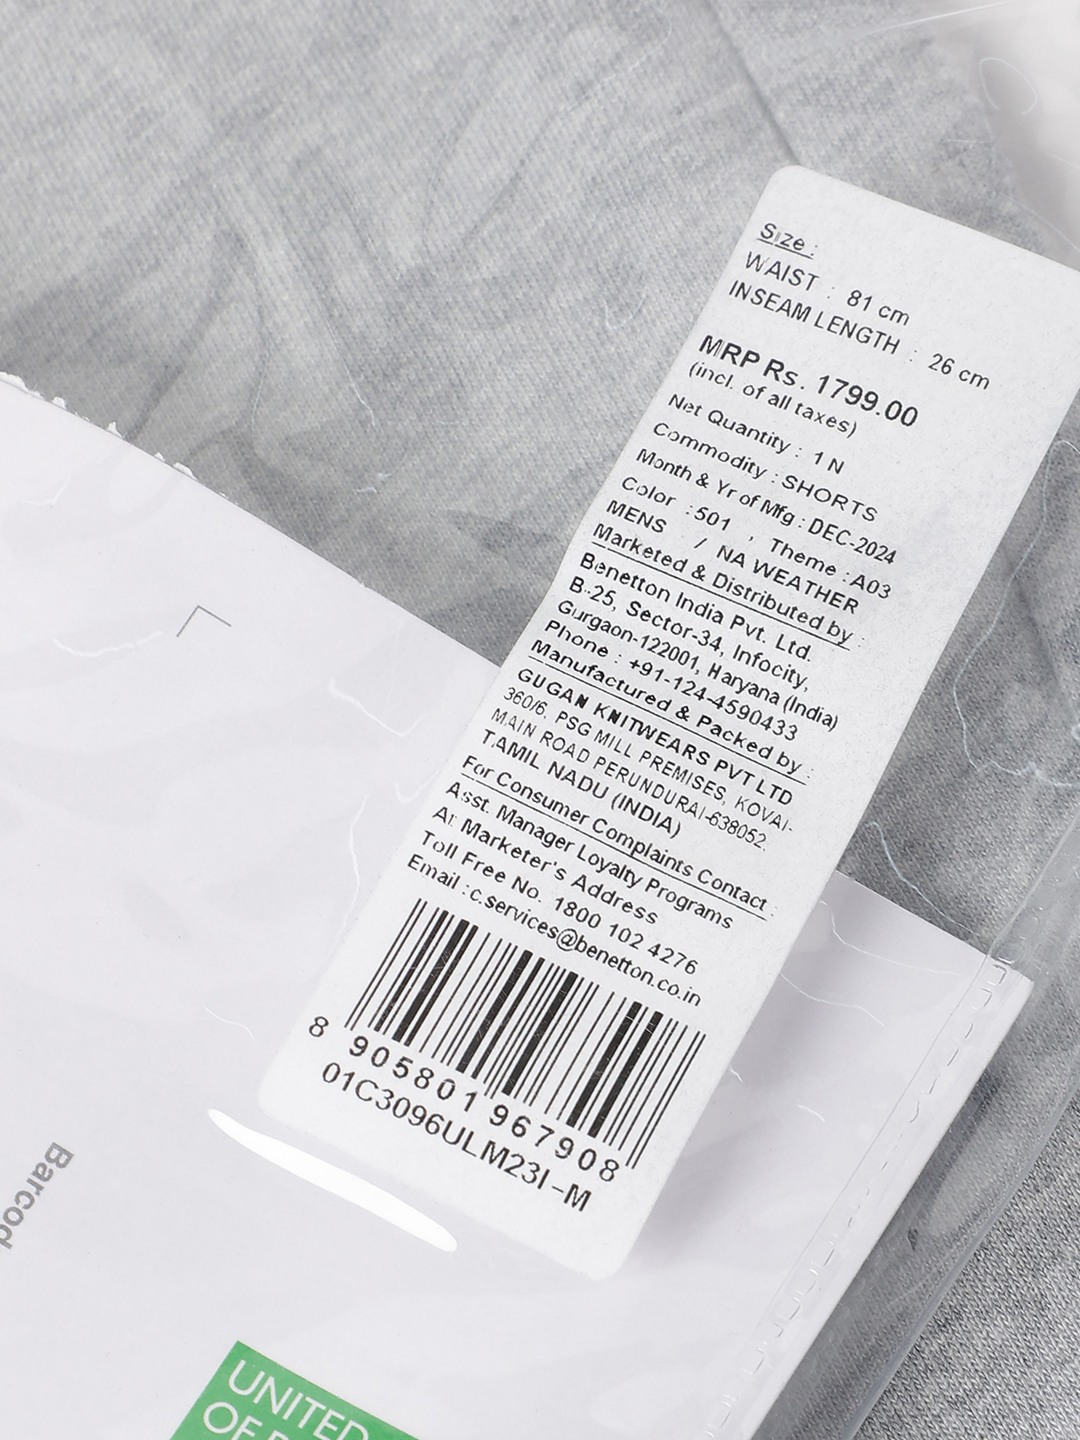 Size :
WAIST : 81 cm
INSEAM LENGTH : 26 cm
MRP Rs. 1799.00
(incl. of all taxes)
Net Quantity : 1 N
Commodity : SHORTS
Month & Yr of Mfg : DEC-2024
Color : 501 , Theme : A03
MENS / NA WEATHER
Marketed & Distributed by :
Benetton India Pvt. Ltd.
B-25, Sector-34, Infocity,
Gurgaon-122001, Haryana (India)
Phone : +91-124-4590433
Manufactured & Packed by :
GUGAN KNITWEARS PVT LTD
360/6, PSG MILL PREMISES, KOVAI-
MAIN ROAD PERUNDURAI-638052.
TAMIL NADU (INDIA)
For Consumer Complaints Contact :
Asst. Manager Loyalty Programs
At Marketer's Address
Toll Free No. 1800 102 4276
Email : c.services@benetton.co.in
8 905801 967908
01C3096ULM23I-M
Barcod
UNITED
OF